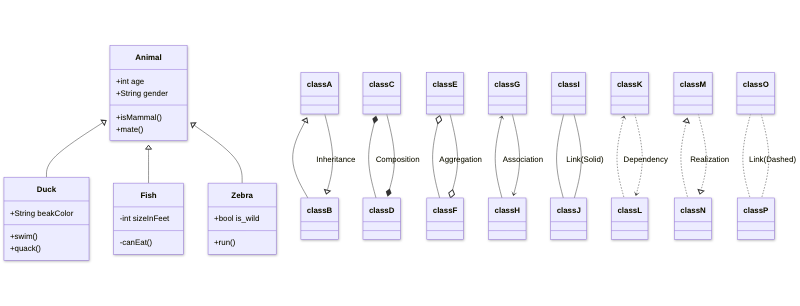 Animal
+int age
+String gender
+isMammal()
+mate()
Duck
+String beakColor
+swim()
+quack()
Fish
-int sizeInFeet
-canEat()
Zebra
+bool is_wild
+run()
classA
Inheritance
classB
classC
Composition
classD
classE
Aggregation
classF
classG
Association
classH
classI
Link(Solid)
classJ
classK
Dependency
classL
classM
Realization
classN
classO
Link(Dashed)
classP